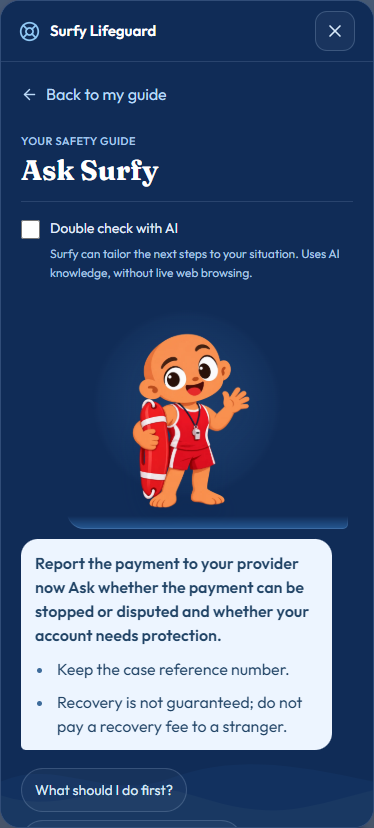 Surfy Lifeguard
← Back to my guide
YOUR SAFETY GUIDE
Ask Surfy
Double check with AI
Surfy can tailor the next steps to your situation. Uses AI
knowledge, without live web browsing.
Report the payment to your provider
now Ask whether the payment can be
stopped or disputed and whether your
account needs protection.
• Keep the case reference number.
• Recovery is not guaranteed; do not
pay a recovery fee to a stranger.
What should I do first?